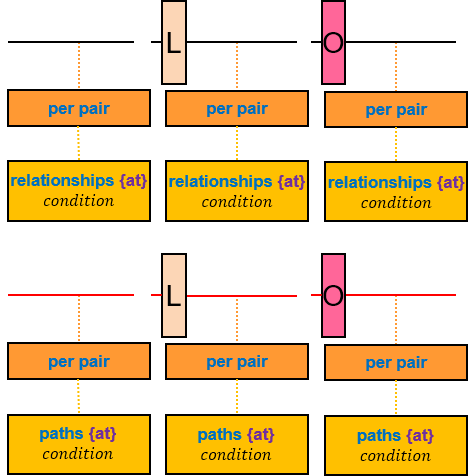 L
O
per pair
per pair
per pair
relationships {at}
condition
relationships {at}
condition
relationships {at}
condition
L
O
per pair
per pair
per pair
paths {at}
condition
paths {at}
condition
paths {at}
condition